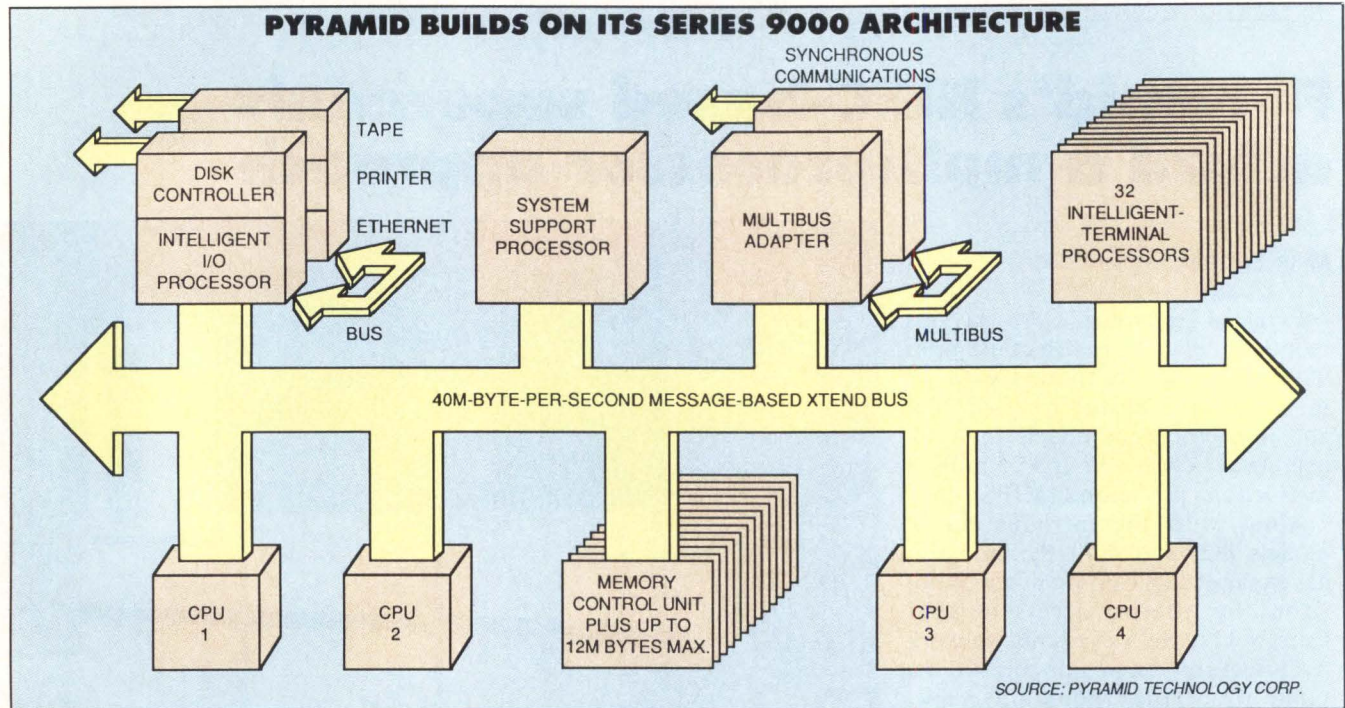 PYRAMID BUILDS ON ITS SERIES 9000 ARCHITECTURE
SYNCHRONOUS
COMMUNICATIONS
TAPE
PRINTER
ETHERNET
DISK
CONTROLLER
INTELLIGENT
I/O
PROCESSOR
BUS
SYSTEM
SUPPORT
PROCESSOR
MULTIBUS
ADAPTER
MULTIBUS
32
INTELLIGENT-
TERMINAL
PROCESSORS
40M-BYTE-PER-SECOND MESSAGE-BASED XTEND BUS
CPU
1
CPU
2
MEMORY
CONTROL UNIT
PLUS UP TO
12M BYTES MAX.
CPU
3
CPU
4
SOURCE: PYRAMID TECHNOLOGY CORP.